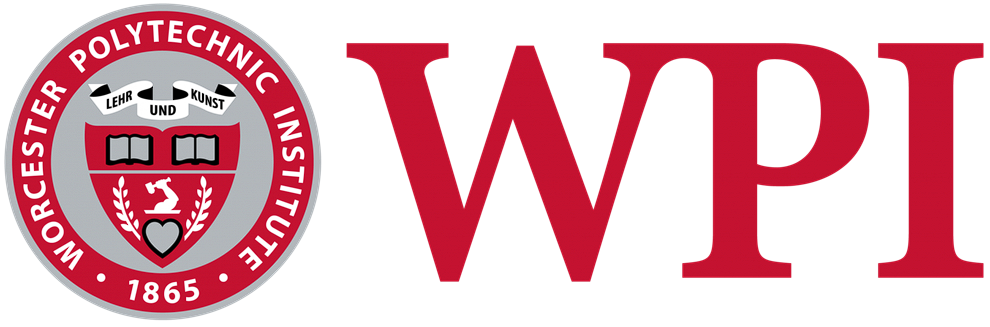 WORCESTER POLYTECHNIC INSTITUTE
LEHR UND KUNST
· 1865 ·
WPI